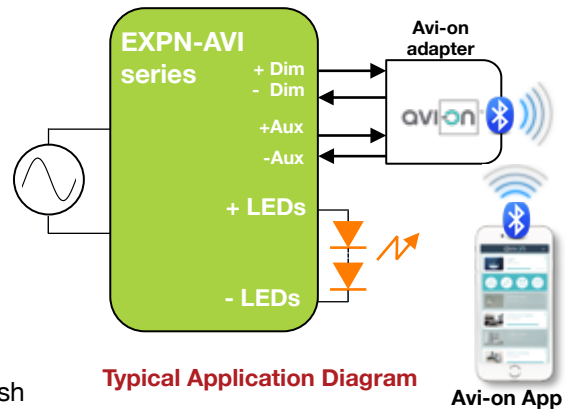 EXPN-AVI
series
+ Dim
- Dim
+Aux
-Aux
+ LEDs
- LEDs
Avi-on
adapter
avi-on
Typical Application Diagram
Avi-on App
sh